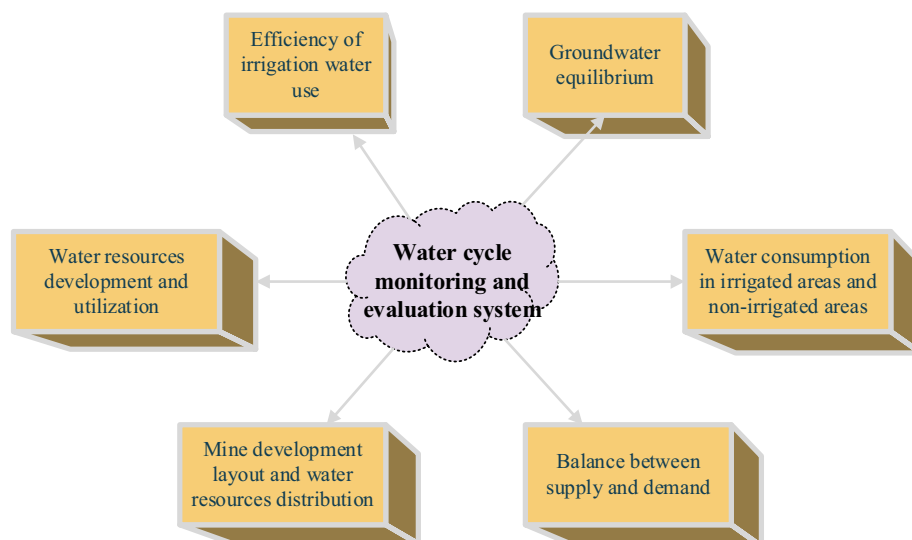 Efficiency of
irrigation water
use
Groundwater
equilibrium
Water resources
development and
utilization
Water cycle
monitoring and
evaluation system
Water consumption
in irrigated areas and
non-irrigated areas
Mine development
layout and water
resources distribution
Balance between
supply and demand